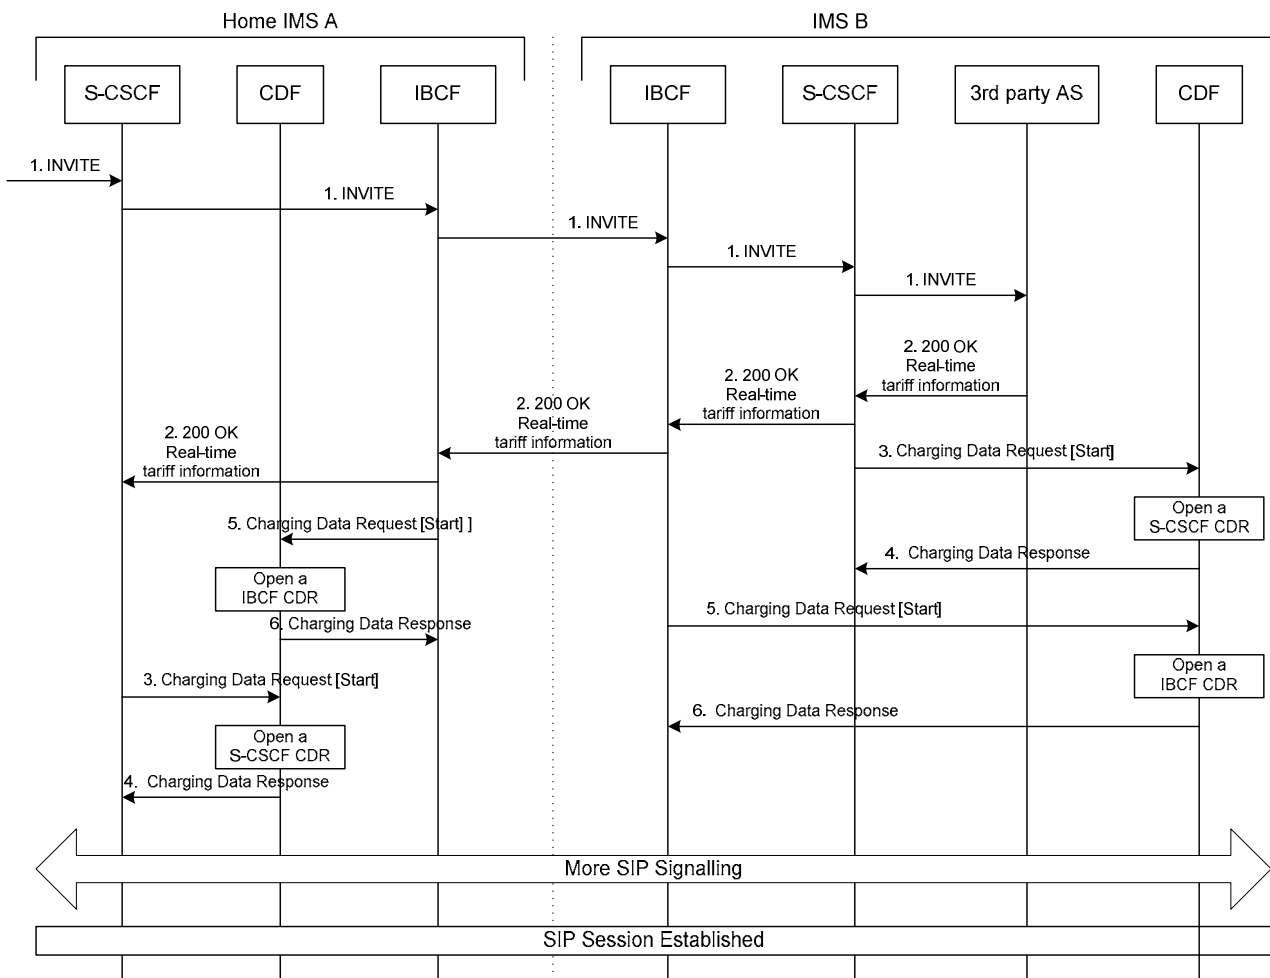 Home IMS A
IMS B
S-CSCF
CDF
IBCF
IBCF
S-CSCF
3rd party AS
CDF
1. INVITE
1. INVITE
1. INVITE
1. INVITE
1. INVITE
2. 200 OK
Real-time
tariff information
2. 200 OK
Real-time
tariff information
2. 200 OK
Real-time
tariff information
2. 200 OK
Real-time
tariff information
3. Charging Data Request [Start]
Open a
S-CSCF CDR
5. Charging Data Request [Start] ]
4. Charging Data Response
Open a
IBCF CDR
5. Charging Data Request [Start]
6. Charging Data Response
Open a
IBCF CDR
3. Charging Data Request [Start]
6. Charging Data Response
Open a
S-CSCF CDR
4. Charging Data Response
More SIP Signalling
SIP Session Established